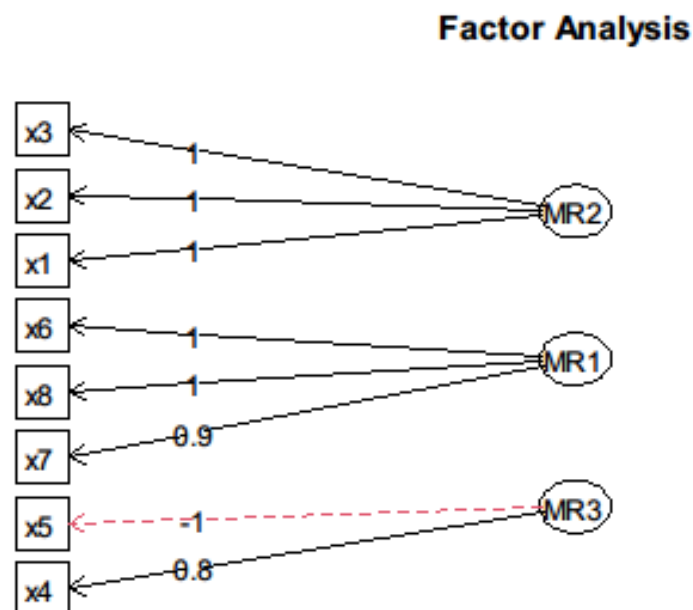 Factor Analysis
x3
1
x2
1
MR2
x1
1
x6
1
x8
1
MR1
x7
0.9
x5
-1
MR3
x4
0.8